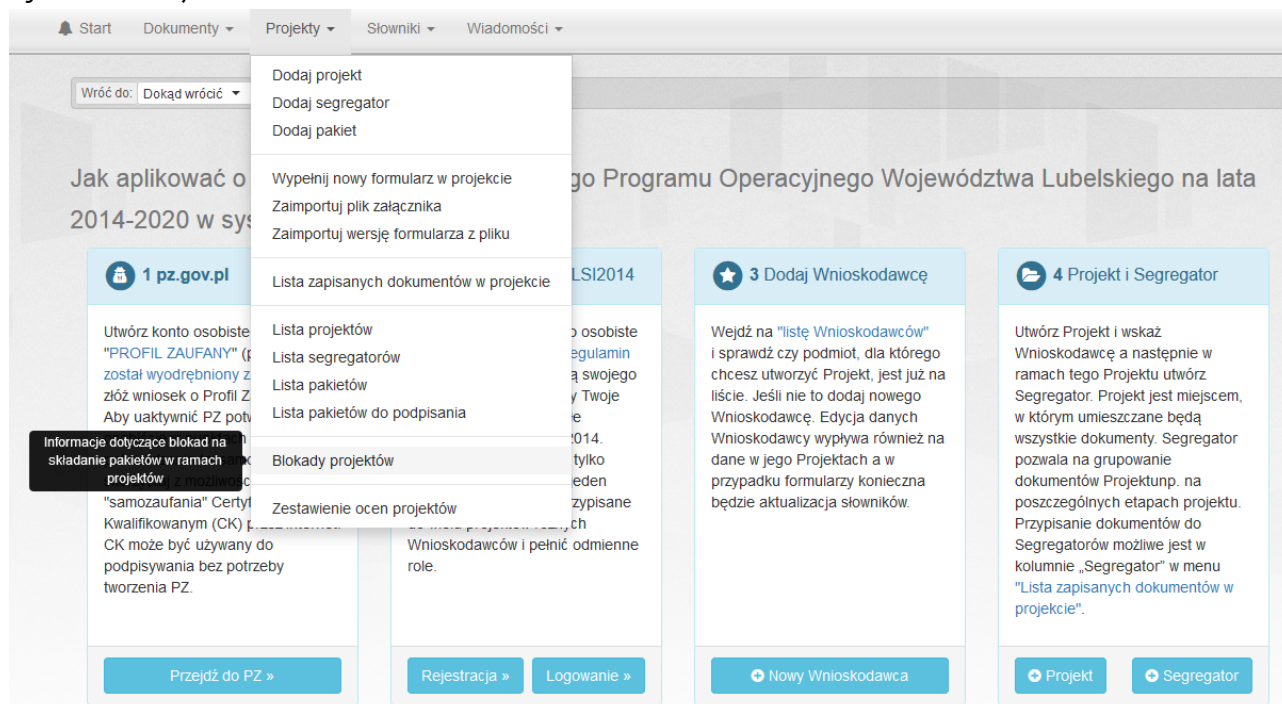 Start Dokumenty Projekty Słowniki Wiadomości
Wróć do: Dokąd wrócić
Dodaj projekt
Dodaj segregator
Dodaj pakiet
Wypełnij nowy formularz w projekcie
Zaimportuj plik załącznika
Zaimportuj wersję formularza z pliku
Lista zapisanych dokumentów w projekcie
Lista projektów
Lista segregatorów
Lista pakietów
Lista pakietów do podpisania
Blokady projektów
Zestawienie ocen projektów
Informacje dotyczące blokad na
składanie pakietów w ramach
projektów
Jak aplikować o go Programu Operacyjnego Województwa Lubelskiego na lata
2014-2020 w sys
1 pz.gov.pl
Utwórz konto osobiste
"PROFIL ZAUFANY" (p
został wyodrębniony z
złóż wniosek o Profil Z
Aby uaktywnić PZ potw
"samozaufania" Certyf
Kwalifikowanym (CK) przez
CK może być używany do
podpisywania bez potrzeby
tworzenia PZ.
Przejdź do PZ »
LSI2014
osobiste
egulamin
ą swojego
y Twoje
014.
tylko
eden
zypisane
Wnioskodawców i pełnić odmienne
role.
Rejestracja » Logowanie »
3 Dodaj Wnioskodawcę
Wejdź na "listę Wnioskodawców"
i sprawdź czy podmiot, dla którego
chcesz utworzyć Projekt, jest już na
liście. Jeśli nie to dodaj nowego
Wnioskodawcę. Edycja danych
Wnioskodawcy wypływa również na
dane w jego Projektach a w
przypadku formularzy konieczna
będzie aktualizacja słowników.
Nowy Wnioskodawca
4 Projekt i Segregator
Utwórz Projekt i wskaż
Wnioskodawcę a następnie w
ramach tego Projektu utwórz
Segregator. Projekt jest miejscem,
w którym umieszczane będą
wszystkie dokumenty. Segregator
pozwala na grupowanie
dokumentów Projektunp. na
poszczególnych etapach projektu.
Przypisanie dokumentów do
Segregatorów możliwe jest w
kolumnie „Segregator" w menu
"Lista zapisanych dokumentów w
projekcie".
Projekt Segregator